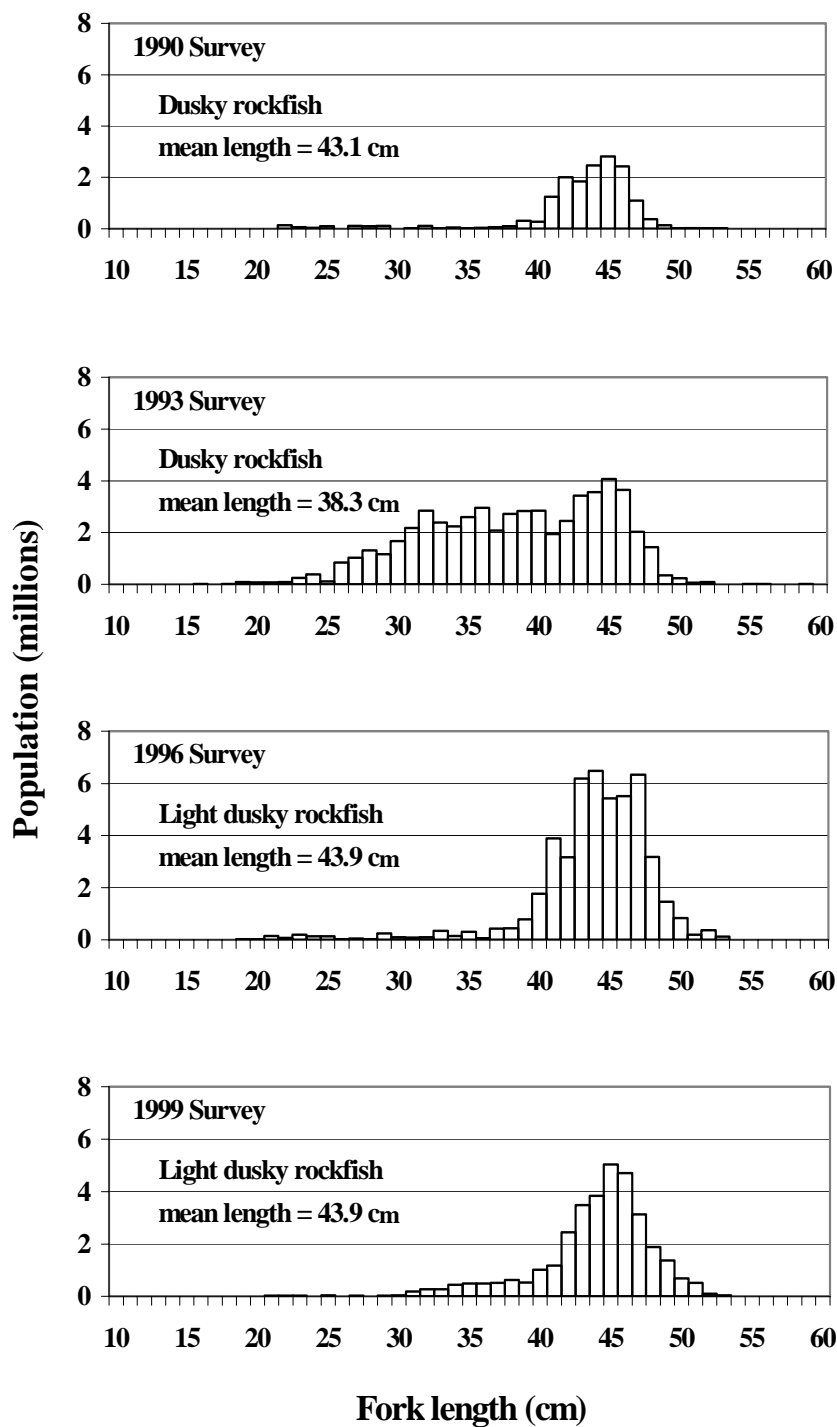 Population (millions)
8
6
4
2
0
1990 Survey
Dusky rockfish
mean length = 43.1 cm
10 15 20 25 30 35 40 45 50 55 60
8
6
4
2
0
1993 Survey
Dusky rockfish
mean length = 38.3 cm
10 15 20 25 30 35 40 45 50 55 60
8
6
4
2
0
1996 Survey
Light dusky rockfish
mean length = 43.9 cm
10 15 20 25 30 35 40 45 50 55 60
8
6
4
2
0
1999 Survey
Light dusky rockfish
mean length = 43.9 cm
10 15 20 25 30 35 40 45 50 55 60
Fork length (cm)